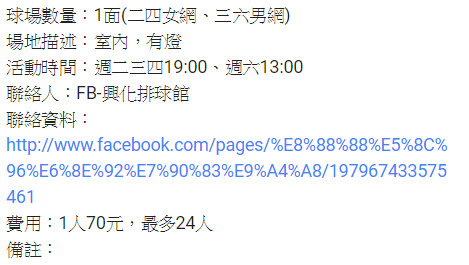 球場數量：1面(二四女網、三六男網)
場地描述：室內，有燈
活動時間：週二三四19:00、週六13:00
聯絡人：FB-興化排球館
聯絡資料：
http://www.facebook.com/pages/%E8%88%88%E5%8C%
96%E6%8E%92%E7%90%83%E9%A4%A8/197967433575
461
費用：1人70元，最多24人
備註：